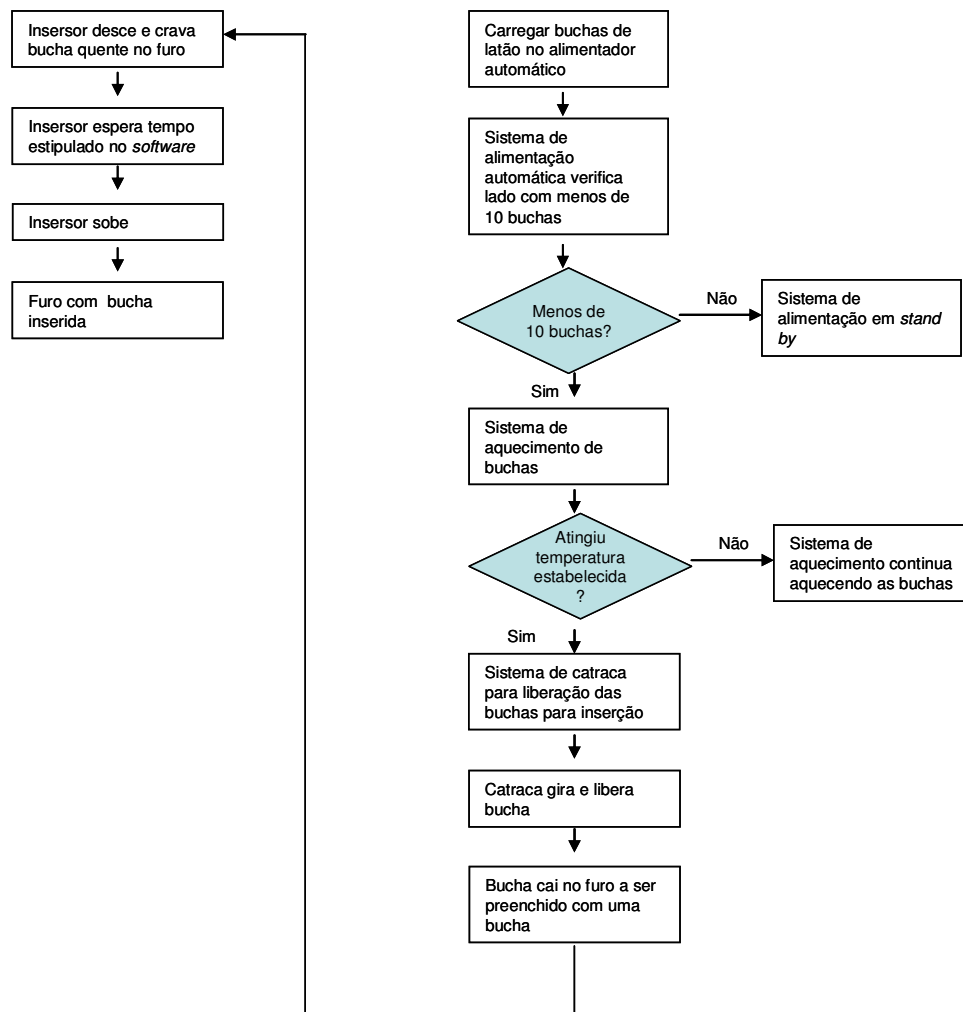 Insersor desce e crava
bucha quente no furo
Insersor espera tempo
estipulado no software
Insersor sobe
Furo com bucha
inserida
Carregar buchas de
latão no alimentador
automático
Sistema de
alimentação
automática verifica
lado com menos de
10 buchas
Menos de
10 buchas?
Não
Sistema de
alimentação em stand
by
Sim
Sistema de
aquecimento de
buchas
Atingiu
temperatura
estabelecida
?
Não
Sistema de
aquecimento continua
aquecendo as buchas
Sim
Sistema de catraca
para liberação das
buchas para inserção
Catraca gira e libera
bucha
Bucha cai no furo a ser
preenchido com uma
bucha